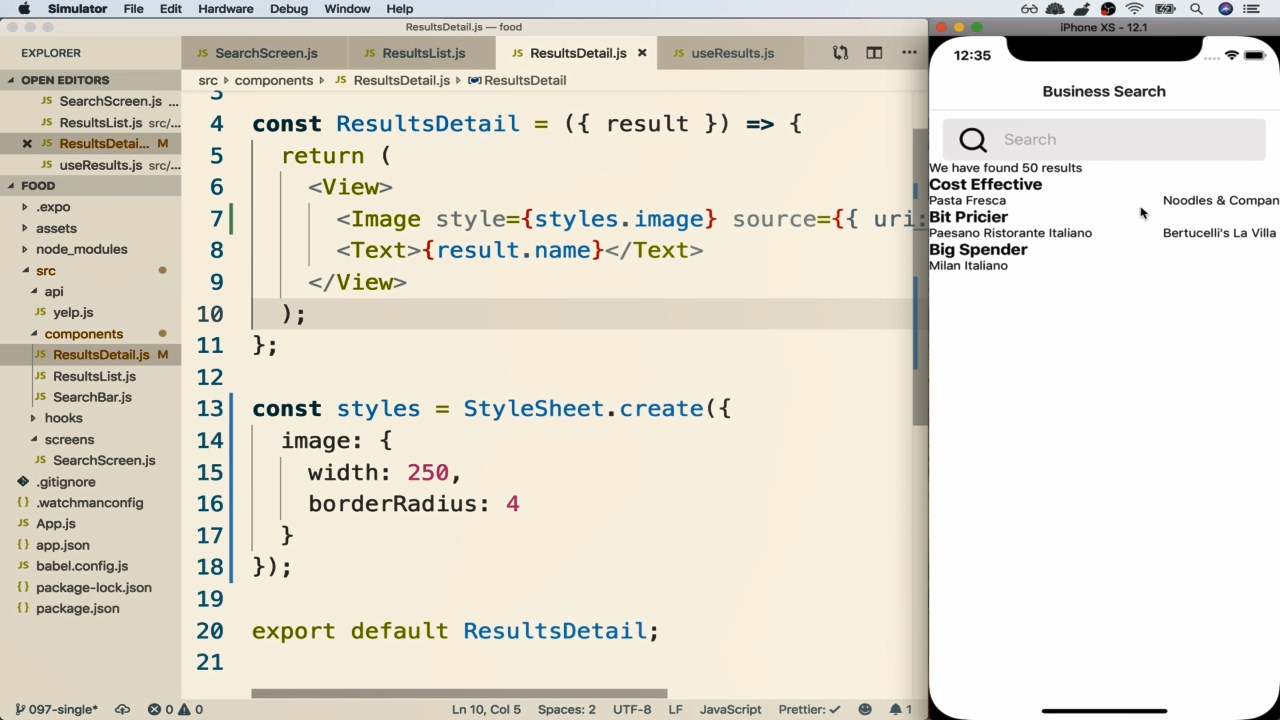 Simulator File Edit Hardware Debug Window Help
ResultsDetail.js — food
EXPLORER
OPEN EDITORS
JS SearchScreen.js ...
JS ResultsList.js src/...
× JS ResultsDetai... M
JS useResults.js src/...
FOOD
.expo
assets
node_modules
src
api
JS yelp.js
components
JS ResultsDetail.js M
JS ResultsList.js
JS SearchBar.js
hooks
screens
JS SearchScreen.js
.gitignore
{} .watchmanconfig
JS App.js
{} app.json
JS babel.config.js
{} package-lock.json
{} package.json
JS SearchScreen.js JS ResultsList.js JS ResultsDetail.js × JS useResults.js ...
src › components › JS ResultsDetail.js › ResultsDetail
3
4 const ResultsDetail = ({ result }) => {
5 return (
6 <View>
7 <Image style={styles.image} source={{ uri:
8 <Text>{result.name}</Text>
9 </View>
10 );
11 };
12
13 const styles = StyleSheet.create({
14 image: {
15 width: 250,
16 borderRadius: 4
17 }
18 });
19
20 export default ResultsDetail;
21
097-single* 0 0 Ln 10, Col 5 Spaces: 2 UTF-8 LF JavaScript Prettier: ✓ 1
iPhone XS - 12.1
12:35
Business Search
Search
We have found 50 results
Cost Effective
Pasta Fresca Noodles & Compan
Bit Pricier
Paesano Ristorante Italiano Bertucelli's La Villa
Big Spender
Milan Italiano